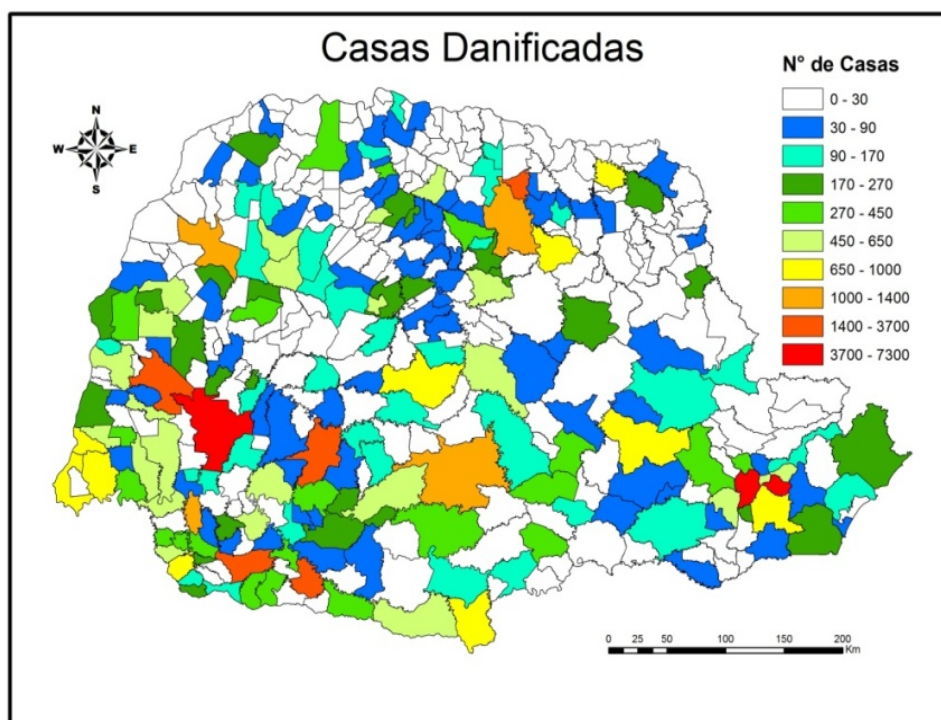 Casas Danificadas
N° de Casas
0 - 30
30 - 90
90 - 170
170 - 270
270 - 450
450 - 650
650 - 1000
1000 - 1400
1400 - 3700
3700 - 7300
N
W E
S
0 25 50 100 150 200
Km